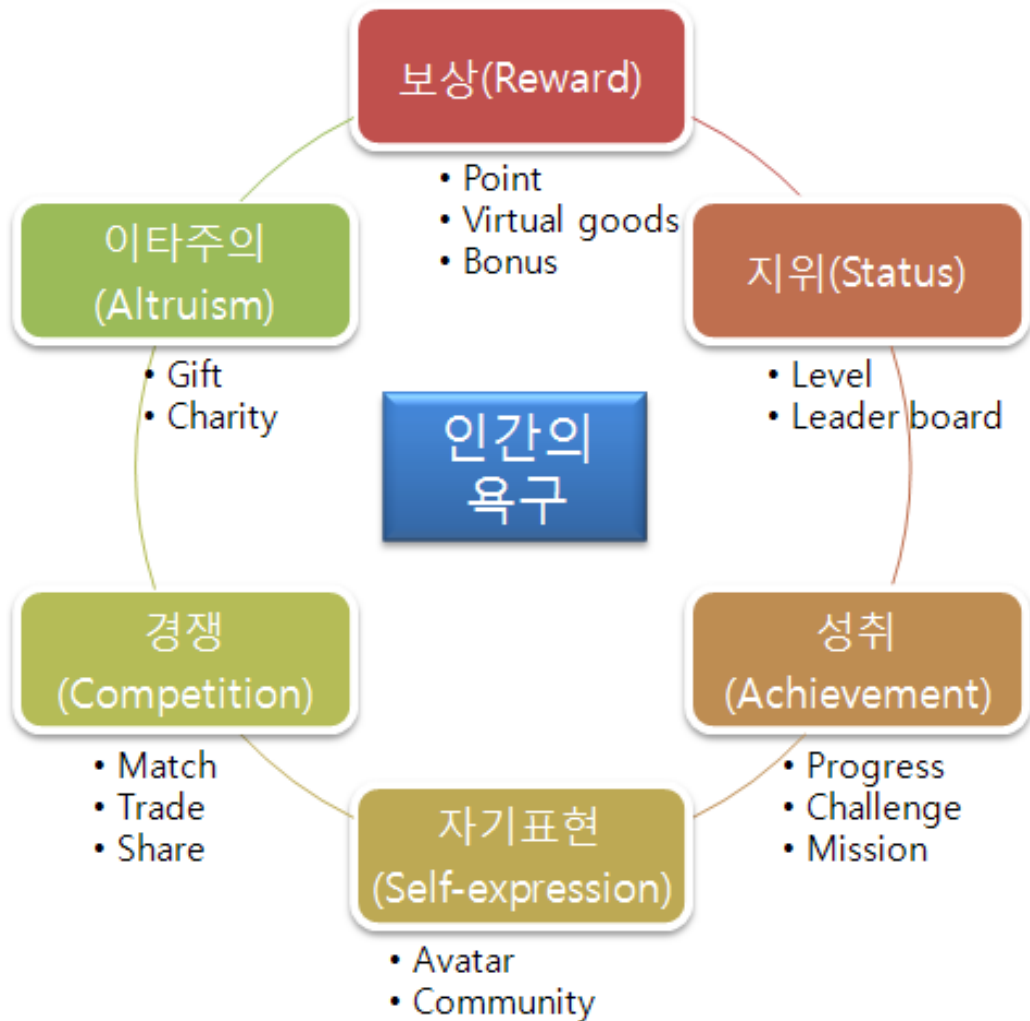 보상(Reward)
• Point
• Virtual goods
• Bonus
지위(Status)
• Level
• Leader board
성취
(Achievement)
• Progress
• Challenge
• Mission
자기표현
(Self-expression)
• Avatar
• Community
경쟁
(Competition)
• Match
• Trade
• Share
이타주의
(Altruism)
• Gift
• Charity
인간의
욕구